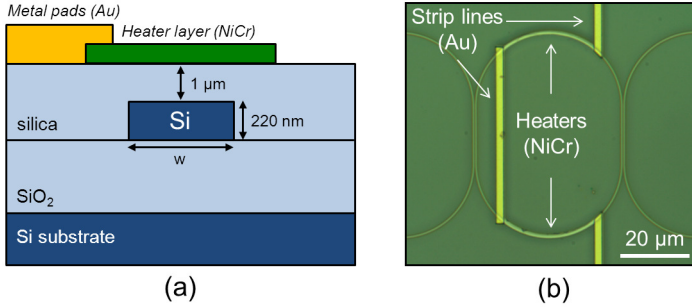 Metal pads (Au)
Heater layer (NiCr)
1 µm
silica
Si
220 nm
w
SiO2
Si substrate
(a)
Strip lines
(Au)
Heaters
(NiCr)
20 µm
(b)